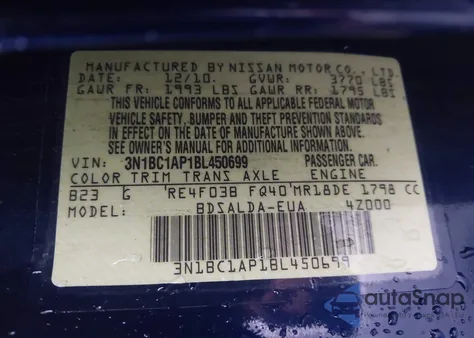 MANUFACTURED BY NISSAN MOTOR CO., LTD.
DATE: 12/10 GVWR: 3770 LBS
GAWR FR: 1993 LBS GAWR RR: 1795 LBS
THIS VEHICLE CONFORMS TO ALL APPLICABLE FEDERAL MOTOR
VEHICLE SAFETY, BUMPER AND THEFT PREVENTION STANDARDS
IN EFFECT ON THE DATE OF MANUFACTURE SHOWN ABOVE.
SEE OWNER'S MANUAL FOR ADDITIONAL INFORMATION.
VIN: 3N1BC1AP1BL450699 PASSENGER CAR
COLOR TRIM TRANS AXLE ENGINE
B23 G RE4F03B FQ40 MR18DE 1798 CC
MODEL: BDSALDA-EUA 4Z000
3N1BC1AP1BL450699
autoSnap